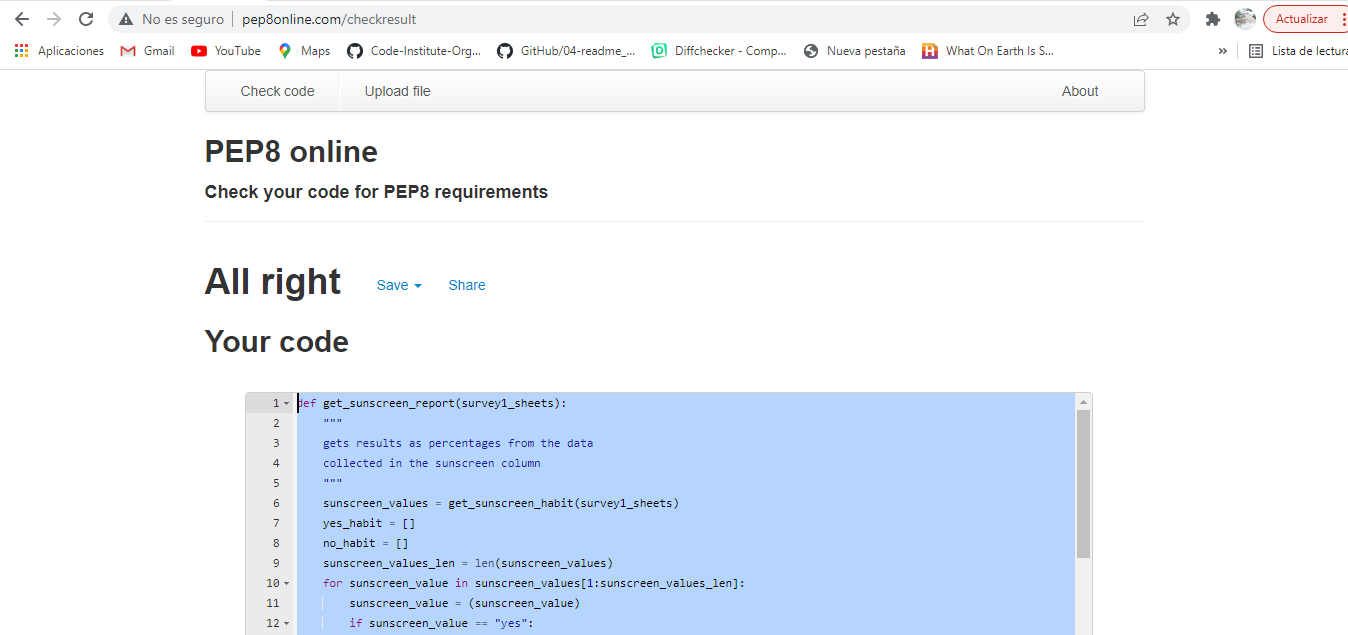 No es seguro pep8online.com/checkresult Actualizar
Aplicaciones Gmail YouTube Maps Code-Institute-Org... GitHub/04-readme_... Diffchecker - Comp... Nueva pestaña What On Earth Is S... » Lista de lectura
Check code Upload file About
PEP8 online
Check your code for PEP8 requirements
All right Save Share
Your code
1 def get_sunscreen_report(survey1_sheets):
2 """
3 gets results as percentages from the data
4 collected in the sunscreen column
5 """
6 sunscreen_values = get_sunscreen_habit(survey1_sheets)
7 yes_habit = []
8 no_habit = []
9 sunscreen_values_len = len(sunscreen_values)
10 for sunscreen_value in sunscreen_values[1:sunscreen_values_len]:
11 sunscreen_value = (sunscreen_value)
12 if sunscreen_value == "yes":